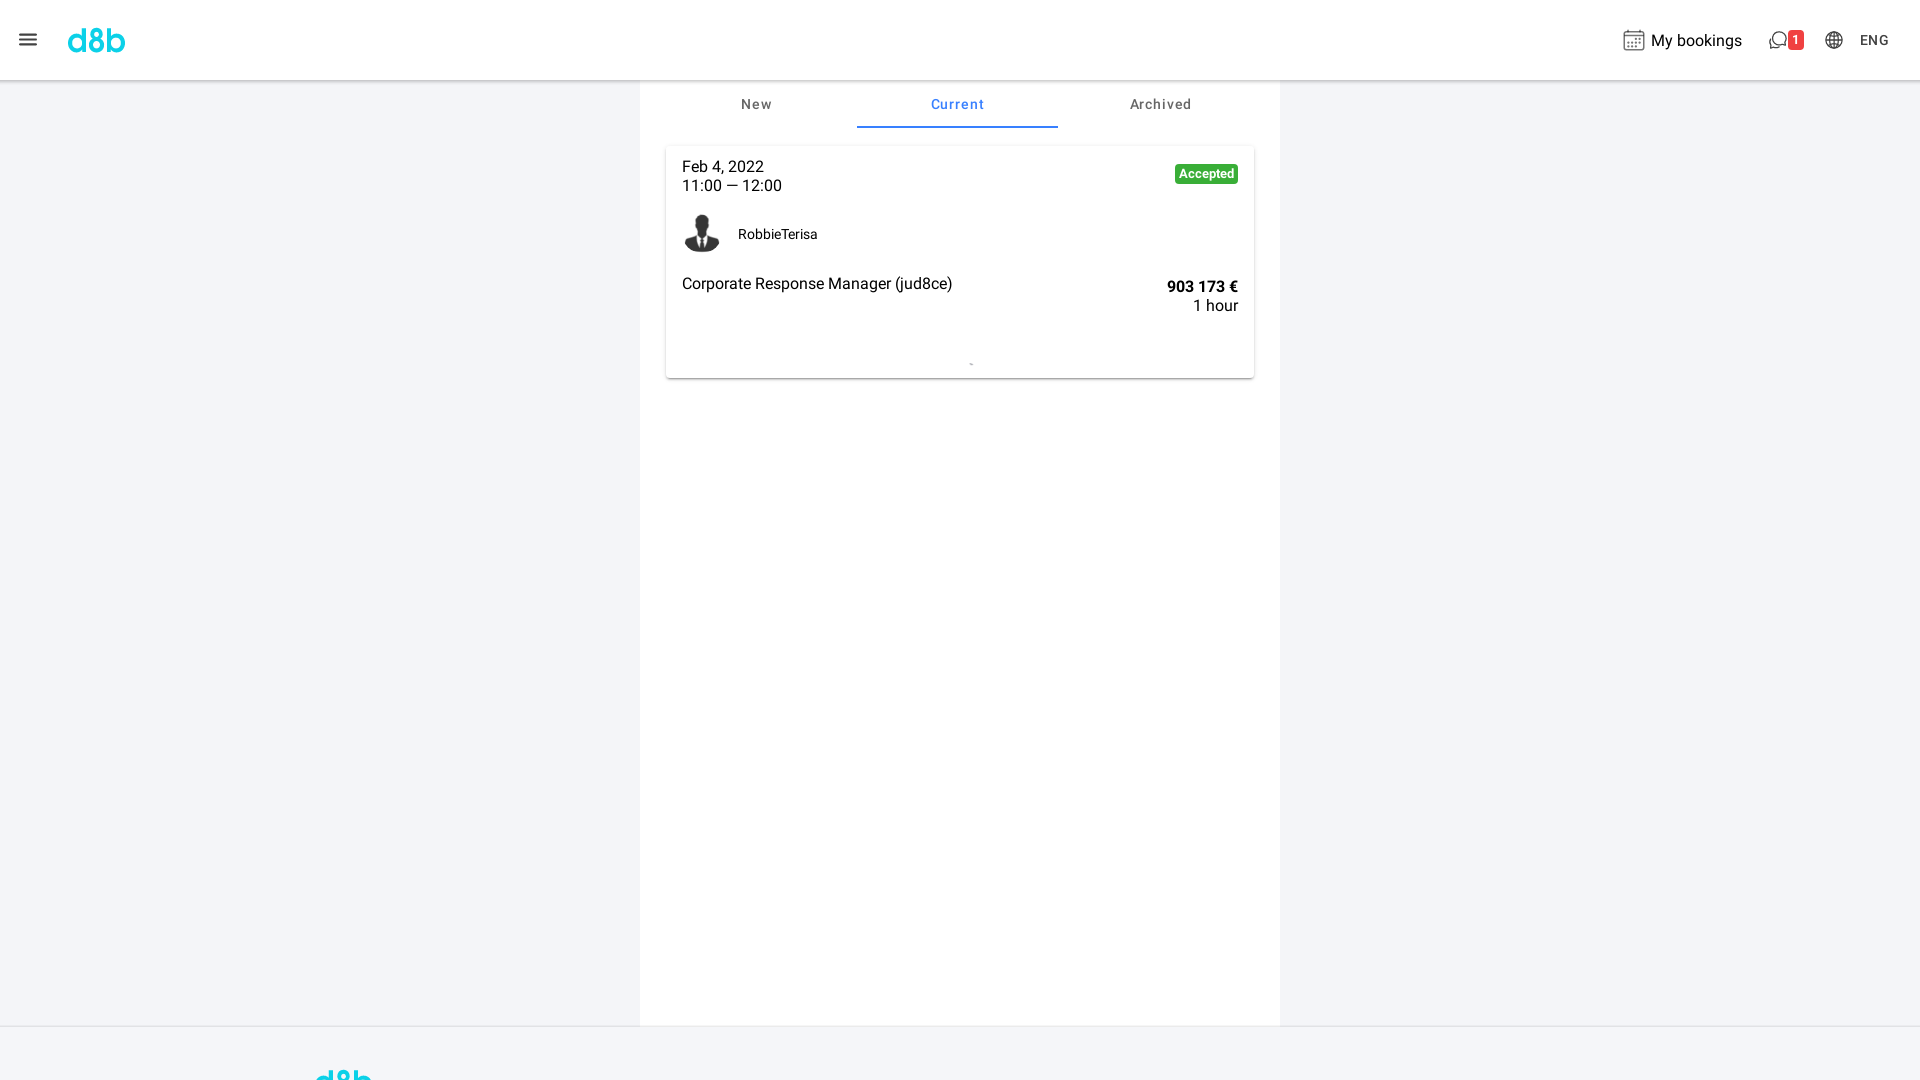 d8b
My bookings
1
ENG
New
Current
Archived
Feb 4, 2022
11:00 — 12:00
Accepted
RobbieTerisa
Corporate Response Manager (jud8ce)
903 173 €
1 hour
-
d8b